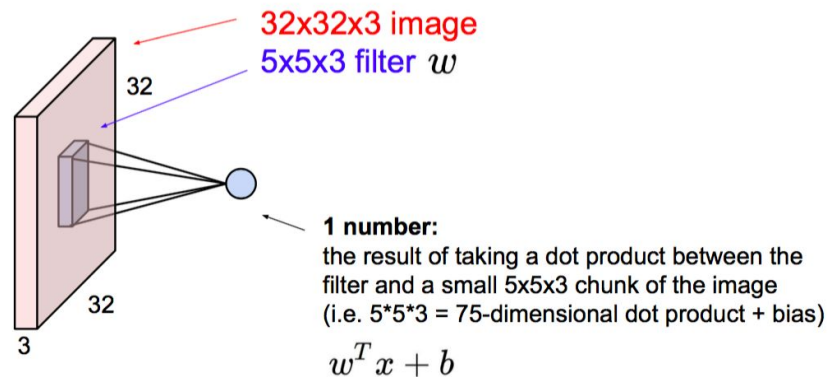 32x32x3 image
5x5x3 filter w
32
1 number:
the result of taking a dot product between the
filter and a small 5x5x3 chunk of the image
(i.e. 5*5*3 = 75-dimensional dot product + bias)
32
3
w^T x + b